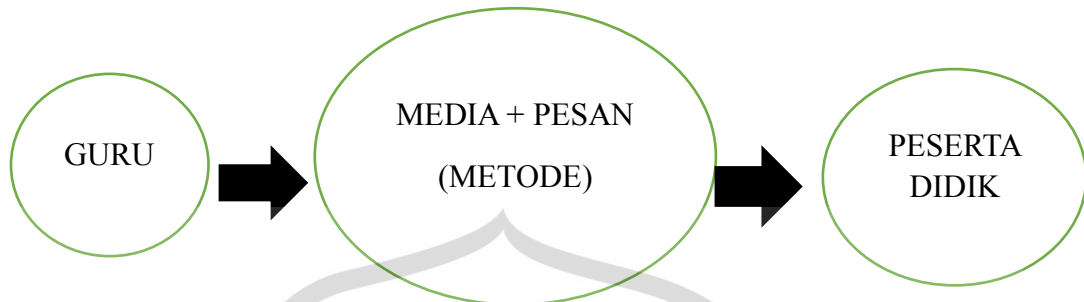 GURU
MEDIA + PESAN
(METODE)
PESERTA
DIDIK